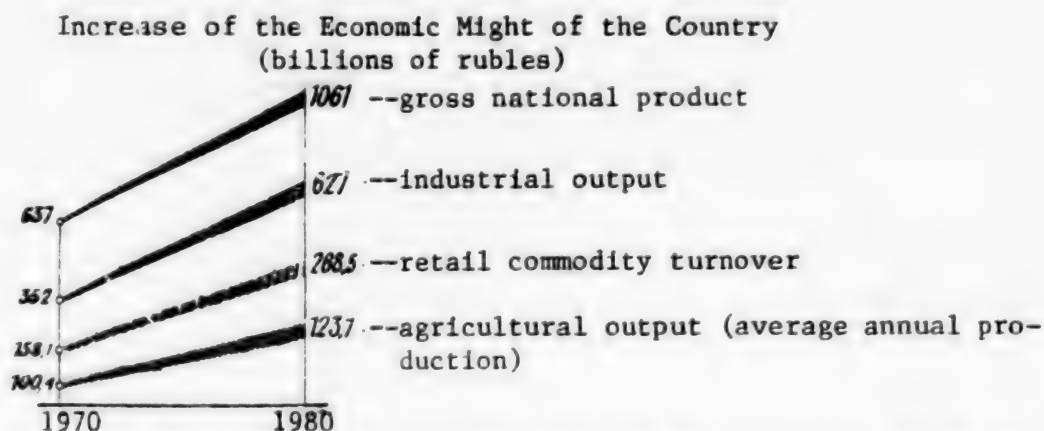 Increase of the Economic Might of the Country
(billions of rubles)
1061 --gross national product
627 --industrial output
637
268,5 --retail commodity turnover
352
123,7 --agricultural output (average annual pro-
duction)
158,1
100,4
1970 1980